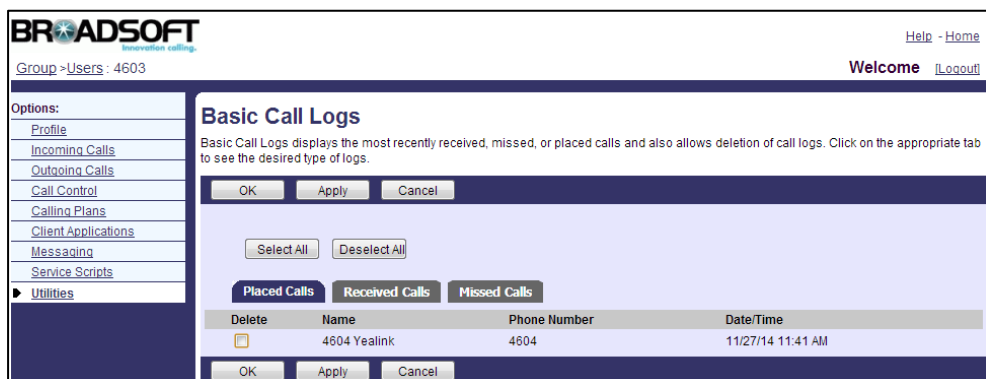 BROADSOFT
Innovation calling.
Help - Home
Group >Users : 4603
Welcome [Logout]
Options:
Profile
Incoming Calls
Outgoing Calls
Call Control
Calling Plans
Client Applications
Messaging
Service Scripts
Utilities
Basic Call Logs
Basic Call Logs displays the most recently received, missed, or placed calls and also allows deletion of call logs. Click on the appropriate tab
to see the desired type of logs.
OK Apply Cancel
Select All Deselect All
Placed Calls Received Calls Missed Calls
Delete Name Phone Number Date/Time
4604 Yealink 4604 11/27/14 11:41 AM
OK Apply Cancel